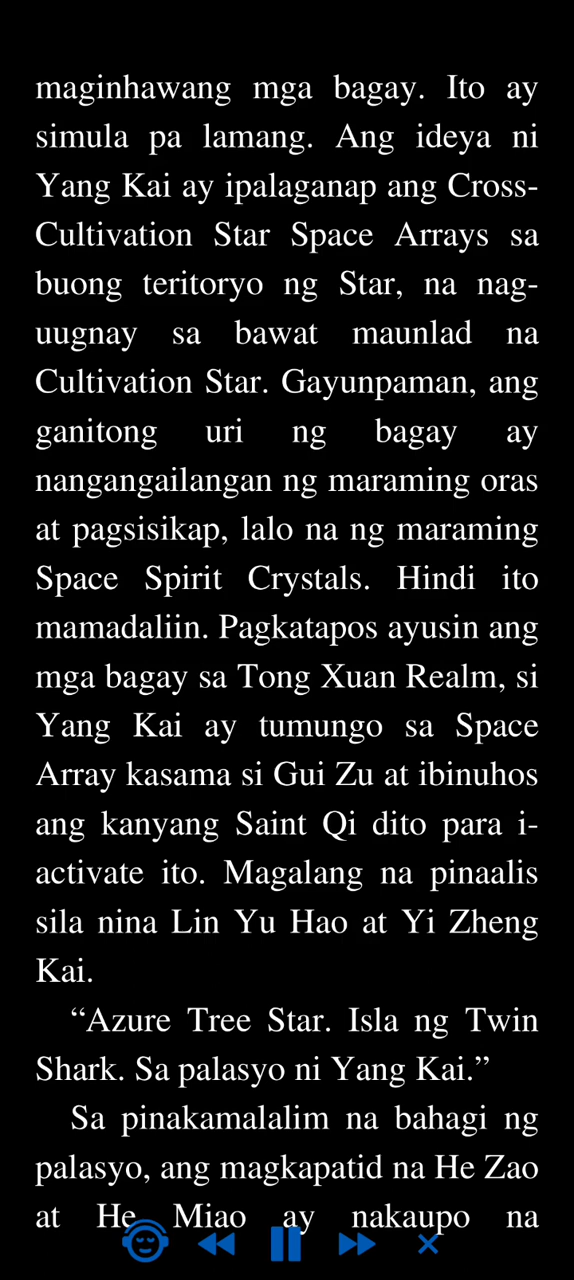 maginhawang mga bagay. Ito ay
simula pa lamang. Ang ideya ni
Yang Kai ay ipalaganap ang Cross-
Cultivation Star Space Arrays sa
buong teritoryo ng Star, na nag-
uugnay sa bawat maunlad na
Cultivation Star. Gayunpaman, ang
ganitong uri ng bagay ay
nangangailangan ng maraming oras
at pagsisikap, lalo na ng maraming
Space Spirit Crystals. Hindi ito
mamadaliin. Pagkatapos ayusin ang
mga bagay sa Tong Xuan Realm, si
Yang Kai ay tumungo sa Space
Array kasama si Gui Zu at ibinuhos
ang kanyang Saint Qi dito para i-
activate ito. Magalang na pinaalis
sila nina Lin Yu Hao at Yi Zheng
Kai.
“Azure Tree Star. Isla ng Twin
Shark. Sa palasyo ni Yang Kai.”
Sa pinakamalalim na bahagi ng
palasyo, ang magkapatid na He Zao
at He Miao ay nakaupo na